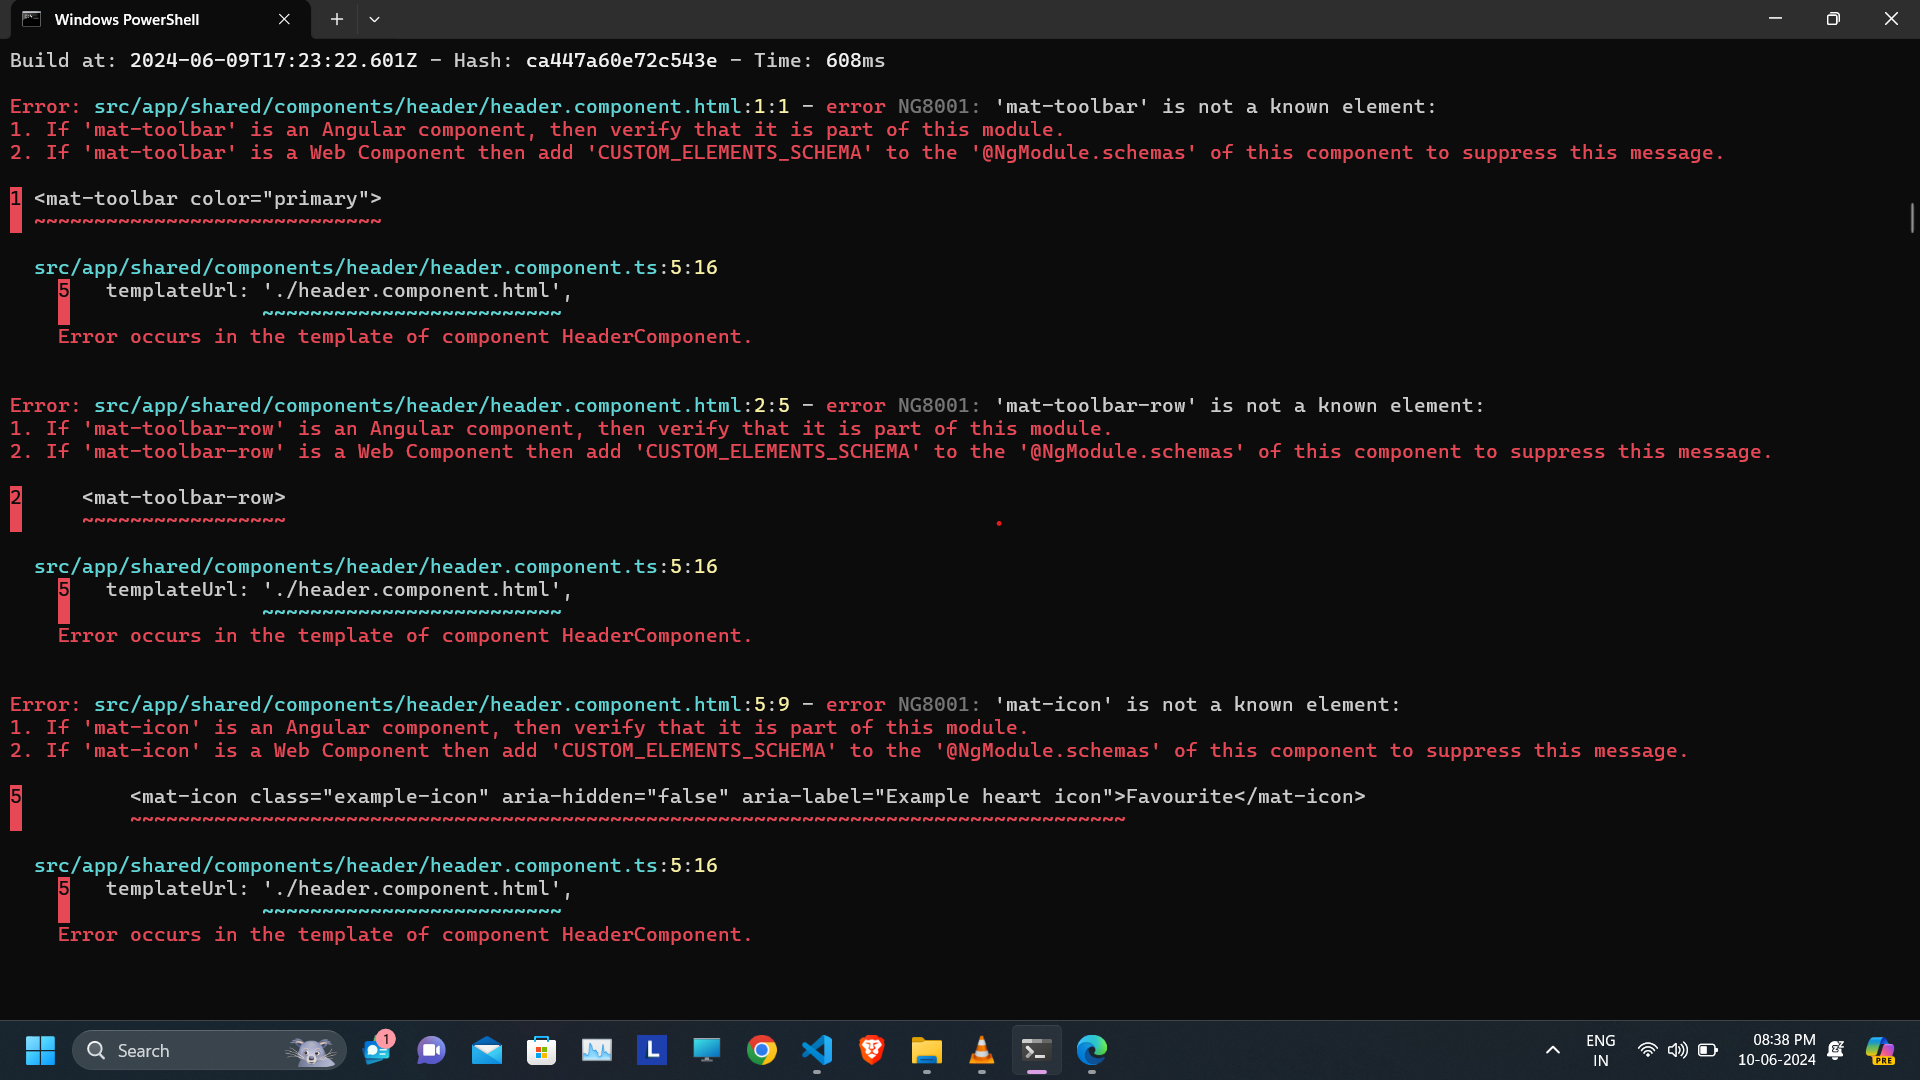 Windows PowerShell
Build at: 2024-06-09T17:23:22.601Z - Hash: ca447a60e72c543e - Time: 608ms
Error: src/app/shared/components/header/header.component.html:1:1 - error NG8001: 'mat-toolbar' is not a known element:
1. If 'mat-toolbar' is an Angular component, then verify that it is part of this module.
2. If 'mat-toolbar' is a Web Component then add 'CUSTOM_ELEMENTS_SCHEMA' to the '@NgModule.schemas' of this component to suppress this message.
1 <mat-toolbar color="primary">
~~~~~~~~~~~~~~~~~~~~~~~~~~~~~
src/app/shared/components/header/header.component.ts:5:16
5   templateUrl: './header.component.html',
~~~~~~~~~~~~~~~~~~~~~~~~~
Error occurs in the template of component HeaderComponent.
Error: src/app/shared/components/header/header.component.html:2:5 - error NG8001: 'mat-toolbar-row' is not a known element:
1. If 'mat-toolbar-row' is an Angular component, then verify that it is part of this module.
2. If 'mat-toolbar-row' is a Web Component then add 'CUSTOM_ELEMENTS_SCHEMA' to the '@NgModule.schemas' of this component to suppress this message.
2     <mat-toolbar-row>
~~~~~~~~~~~~~~~~~
src/app/shared/components/header/header.component.ts:5:16
5   templateUrl: './header.component.html',
~~~~~~~~~~~~~~~~~~~~~~~~~
Error occurs in the template of component HeaderComponent.
Error: src/app/shared/components/header/header.component.html:5:9 - error NG8001: 'mat-icon' is not a known element:
1. If 'mat-icon' is an Angular component, then verify that it is part of this module.
2. If 'mat-icon' is a Web Component then add 'CUSTOM_ELEMENTS_SCHEMA' to the '@NgModule.schemas' of this component to suppress this message.
5         <mat-icon class="example-icon" aria-hidden="false" aria-label="Example heart icon">Favourite</mat-icon>
~~~~~~~~~~~~~~~~~~~~~~~~~~~~~~~~~~~~~~~~~~~~~~~~~~~~~~~~~~~~~~~~~~~~~~~~~~~~~~~~~~~
src/app/shared/components/header/header.component.ts:5:16
5   templateUrl: './header.component.html',
~~~~~~~~~~~~~~~~~~~~~~~~~
Error occurs in the template of component HeaderComponent.
Search
1
L
ENG
IN
08:38 PM
10-06-2024
PRE